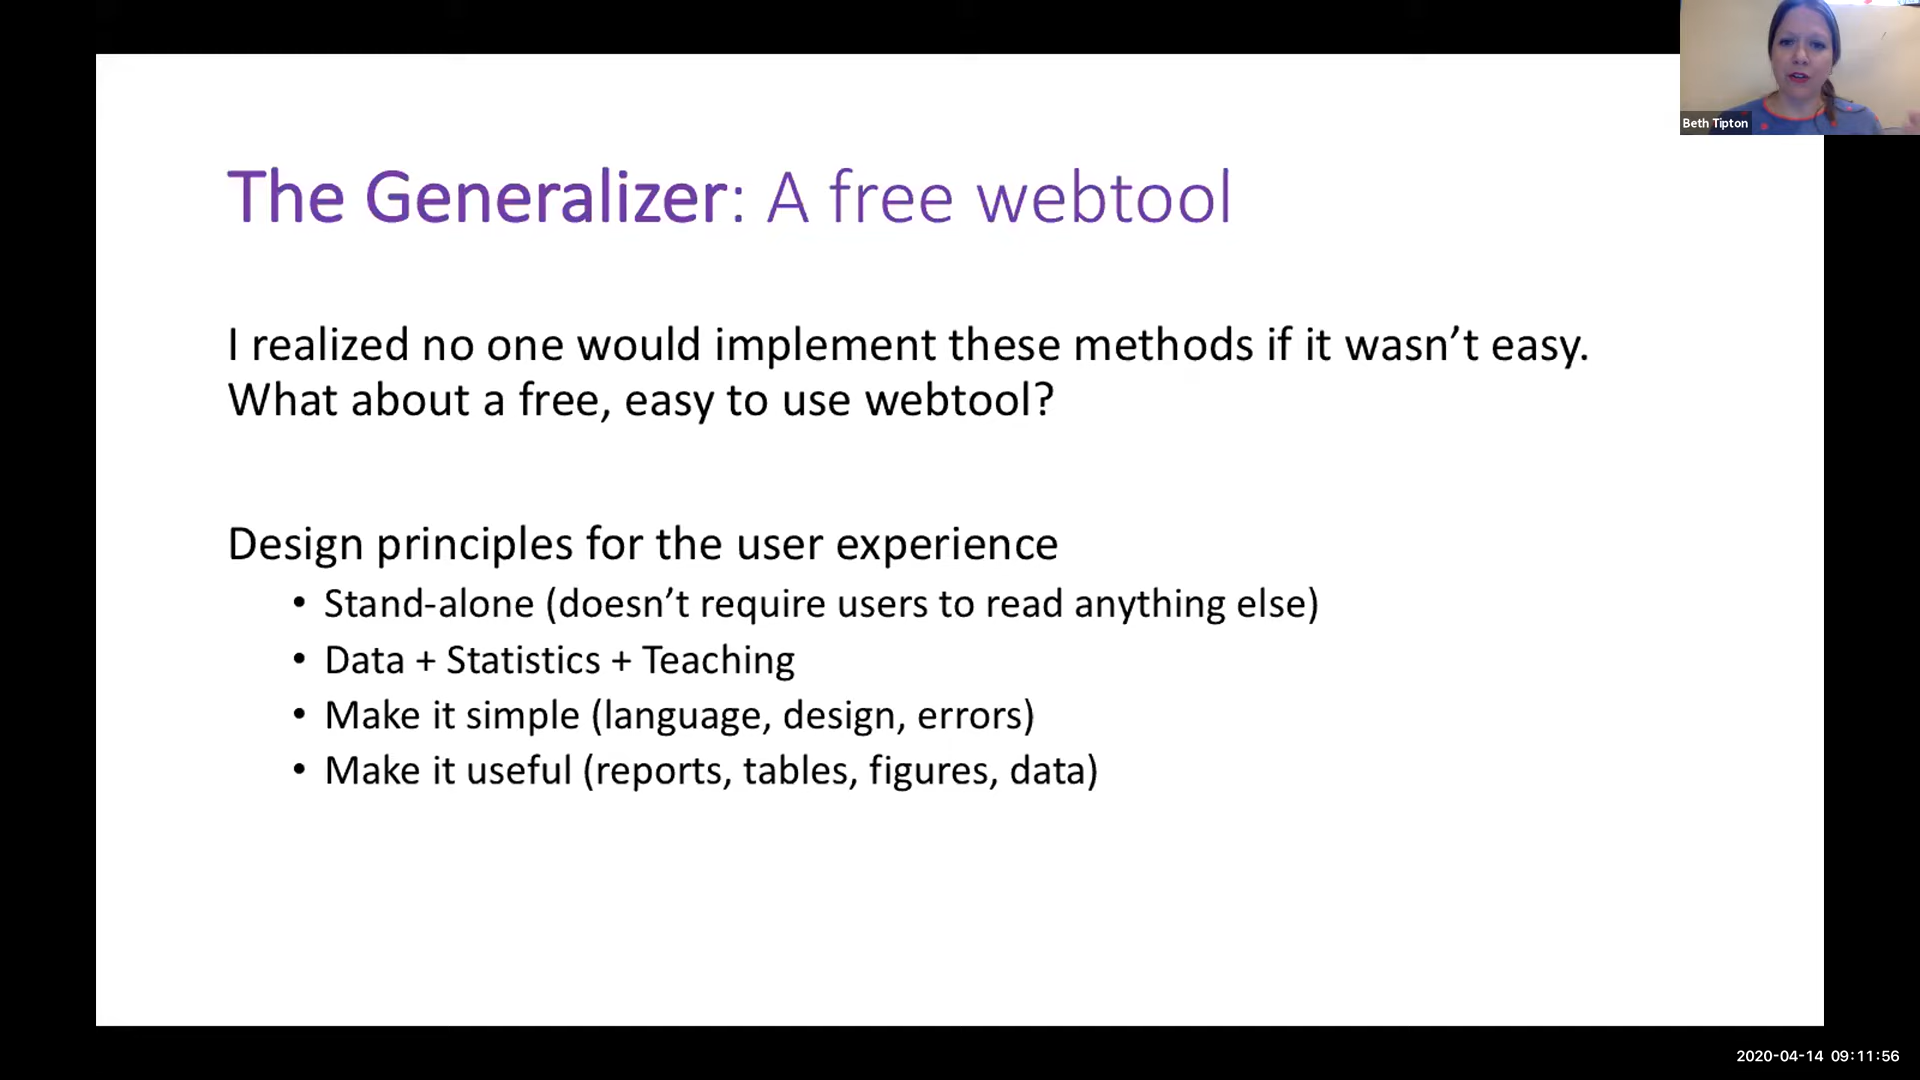 The Generalizer: A free webtool
I realized no one would implement these methods if it wasn’t easy.
What about a free, easy to use webtool?
Design principles for the user experience
• Stand-alone (doesn’t require users to read anything else)
• Data + Statistics + Teaching
• Make it simple (language, design, errors)
• Make it useful (reports, tables, figures, data)
Beth Tipton
2020-04-14 09:11:56